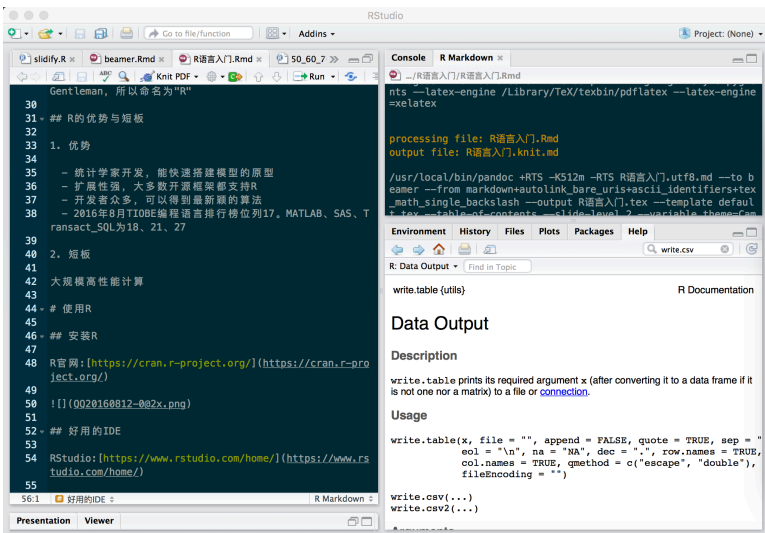 RStudio
Go to file/function
Addins
Project: (None)
slidify.R
beamer.Rmd
R语言入门.Rmd
50_60_7
ABC
Knit PDF
Run
Gentleman, 所以命名为"R"
30
31 ## R的优势与短板
32
33 1. 优势
34
35 - 统计学家开发，能快速搭建模型的原型
36 - 扩展性强，大多数开源框架都支持R
37 - 开发者众多，可以得到最新颖的算法
38 - 2016年8月TIOBE编程语言排行榜位列17。MATLAB、SAS、T
ransact_SQL为18、21、27
39
40 2. 短板
41
42 大规模高性能计算
43
44 # 使用R
45
46 ## 安装R
47
48 R官网:[https://cran.r-project.org/](https://cran.r-pro
ject.org/)
49
50 ![](QQ20160812-0@2x.png)
51
52 ## 好用的IDE
53
54 RStudio:[https://www.rstudio.com/home/](https://www.rs
tudio.com/home/)
55
56:1 好用的IDE R Markdown
Presentation Viewer
Console R Markdown
.../R语言入门/R语言入门.Rmd
nts --latex-engine /Library/TeX/texbin/pdflatex --latex-engine
=xelatex
processing file: R语言入门.Rmd
output file: R语言入门.knit.md
/usr/local/bin/pandoc +RTS -K512m -RTS R语言入门.utf8.md --to b
eamer --from markdown+autolink_bare_uris+ascii_identifiers+tex
_math_single_backslash --output R语言入门.tex --template defaul
t.tex --table-of-contents --slide-level 2 --variable theme=Cam
Environment History Files Plots Packages Help
write.csv
R: Data Output Find in Topic
write.table {utils} R Documentation
Data Output
Description
write.table prints its required argument x (after converting it to a data frame if it
is not one nor a matrix) to a file or connection.
Usage
write.table(x, file = "", append = FALSE, quote = TRUE, sep = "
eol = "\n", na = "NA", dec = ".", row.names = TRUE,
col.names = TRUE, qmethod = c("escape", "double"),
fileEncoding = "")
write.csv(...)
write.csv2(...)